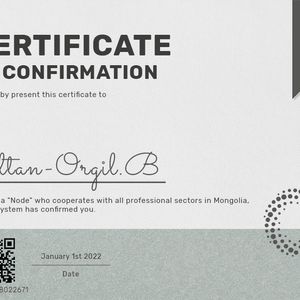 ERTIFICATE
CONFIRMATION
by present this certificate to
ltan-Orgil.B
a "Node" who cooperates with all professional sectors in Mongolia,
ystem has confirmed you.
January 1st 2022
Date
8022671